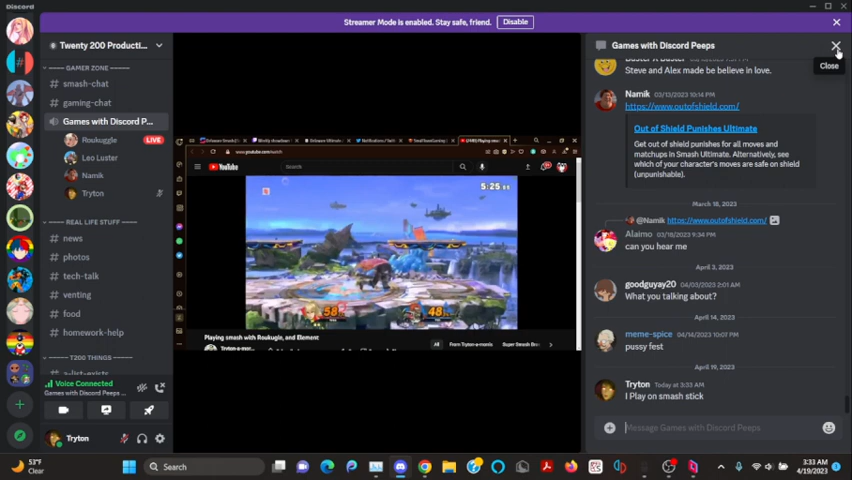 Discord
Streamer Mode is enabled. Stay safe, friend. Disable
Twenty 200 Producti...
GAMER ZONE
# smash-chat
# gaming-chat
Games with Discord P...
Roukuggle LIVE
Leo Luster
Namik
Tryton
REAL LIFE STUFF
# news
# photos
# tech-talk
# venting
# food
# homework-help
T200 THINGS
# a-list-exists
Voice Connected
Games with Discord Peeps ...
Tryton
YouTube
Search
5:25
58
48
Playing smash with Roukugle, and Element
All From Tryton-a-romis Super Smash Bro
Games with Discord Peeps
Close
Steve and Alex made be believe in love.
Namik 03/13/2023 10:14 PM
https://www.outofshield.com/
Out of Shield Punishes Ultimate
Get out of shield punishes for all moves and
matchups in Smash Ultimate. Alternatively, see
which of your character's moves are safe on shield
(unpunishable).
March 18, 2023
@Namik https://www.outofshield.com/
Alaimo 03/18/2023 9:34 PM
can you hear me
April 3, 2023
goodguyay20 04/03/2023 2:01 AM
What you talking about?
April 14, 2023
meme-spice 04/14/2023 10:07 PM
pussy fest
April 19, 2023
Tryton Today at 3:33 AM
I Play on smash stick
Message Games with Discord Peeps
53°F
Clear
Search
3:33 AM
4/19/2023